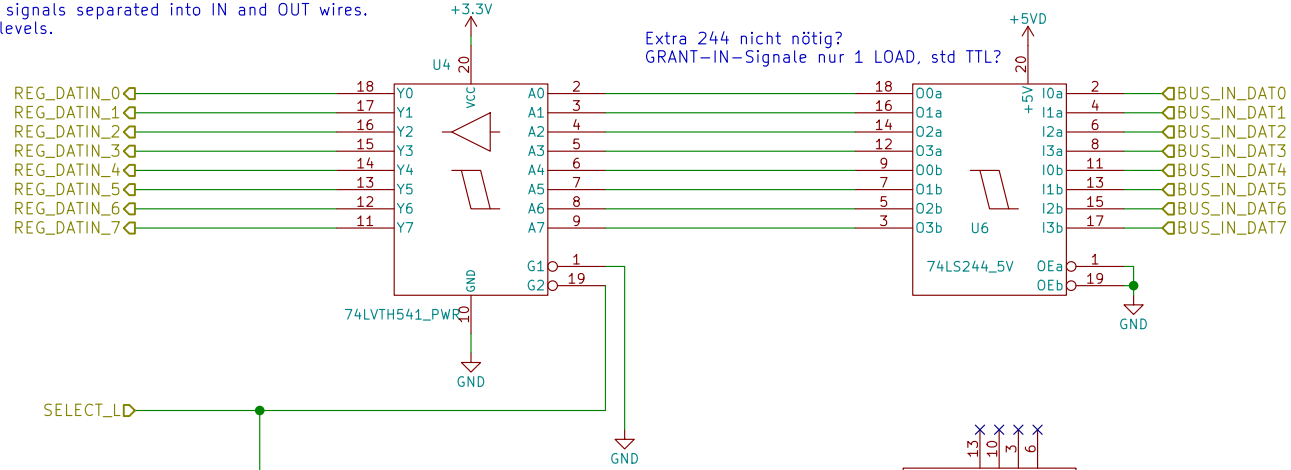 signals separated into IN and OUT wires.
levels.
+3.3V
+5VD
Extra 244 nicht nötig?
GRANT-IN-Signale nur 1 LOAD, std TTL?
U4
20
20
VCC
+5V
REG_DATIN_0 18 Y0 A0 2 18 O0a I0a 2 BUS_IN_DAT0
REG_DATIN_1 17 Y1 A1 3 16 O1a I1a 4 BUS_IN_DAT1
REG_DATIN_2 16 Y2 A2 4 14 O2a I2a 6 BUS_IN_DAT2
REG_DATIN_3 15 Y3 A3 5 12 O3a I3a 8 BUS_IN_DAT3
REG_DATIN_4 14 Y4 A4 6 9 O0b I0b 11 BUS_IN_DAT4
REG_DATIN_5 13 Y5 A5 7 7 O1b I1b 13 BUS_IN_DAT5
REG_DATIN_6 12 Y6 A6 8 5 O2b I2b 15 BUS_IN_DAT6
REG_DATIN_7 11 Y7 A7 9 3 O3b I3b 17 BUS_IN_DAT7
U6
G1 1 74LS244_5V OEa 1
GND G2 19 OEb 19
74LVTH541_PWR 10
GND
GND
SELECT_L
GND
13 10 3 6